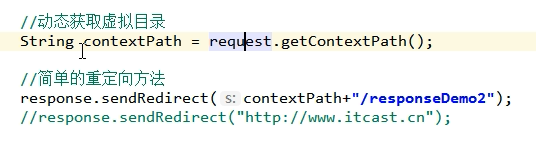 //动态获取虚拟目录
String contextPath = request.getContextPath();
//简单的重定向方法
response.sendRedirect( s: contextPath+"/responseDemo2");
//response.sendRedirect("http://www.itcast.cn");